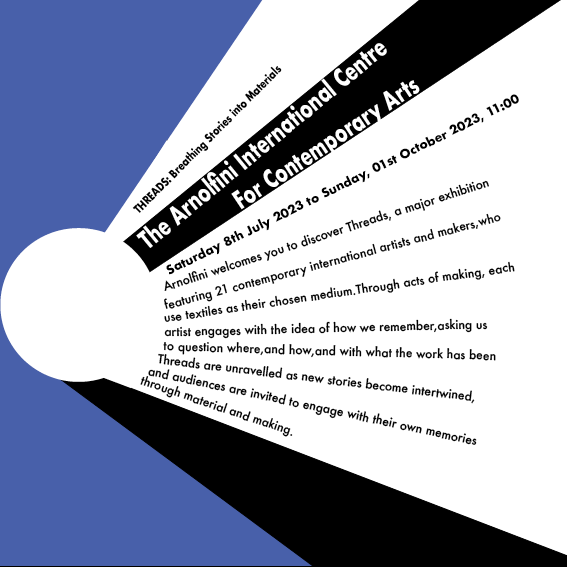 THREADS: Breathing Stories into Materials
The Arnolfini International Centre
For Contemporary Arts
Saturday 8th July 2023 to Sunday, 01st October 2023, 11:00
Arnolfini welcomes you to discover Threads, a major exhibition
featuring 21 contemporary international artists and makers,who
use textiles as their chosen medium.Through acts of making, each
artist engages with the idea of how we remember,asking us
to question where,and how,and with what the work has been
Threads are unravelled as new stories become intertwined,
and audiences are invited to engage with their own memories
through material and making.